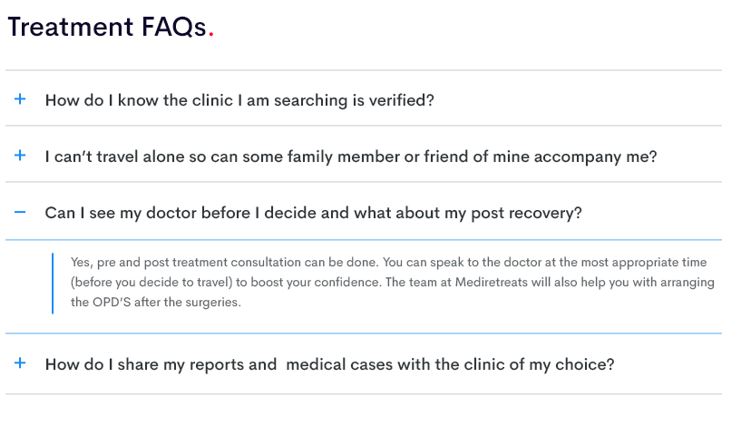 Treatment FAQs.
How do I know the clinic I am searching is verified?
I can't travel alone so can some family member or friend of mine accompany me?
Can I see my doctor before I decide and what about my post recovery?
Yes, pre and post treatment consultation can be done. You can speak to the doctor at the most appropriate time
(before you decide to travel) to boost your confidence. The team at Mediretreats will also help you with arranging
the OPD'S after the surgeries.
How do I share my reports and  medical cases with the clinic of my choice?